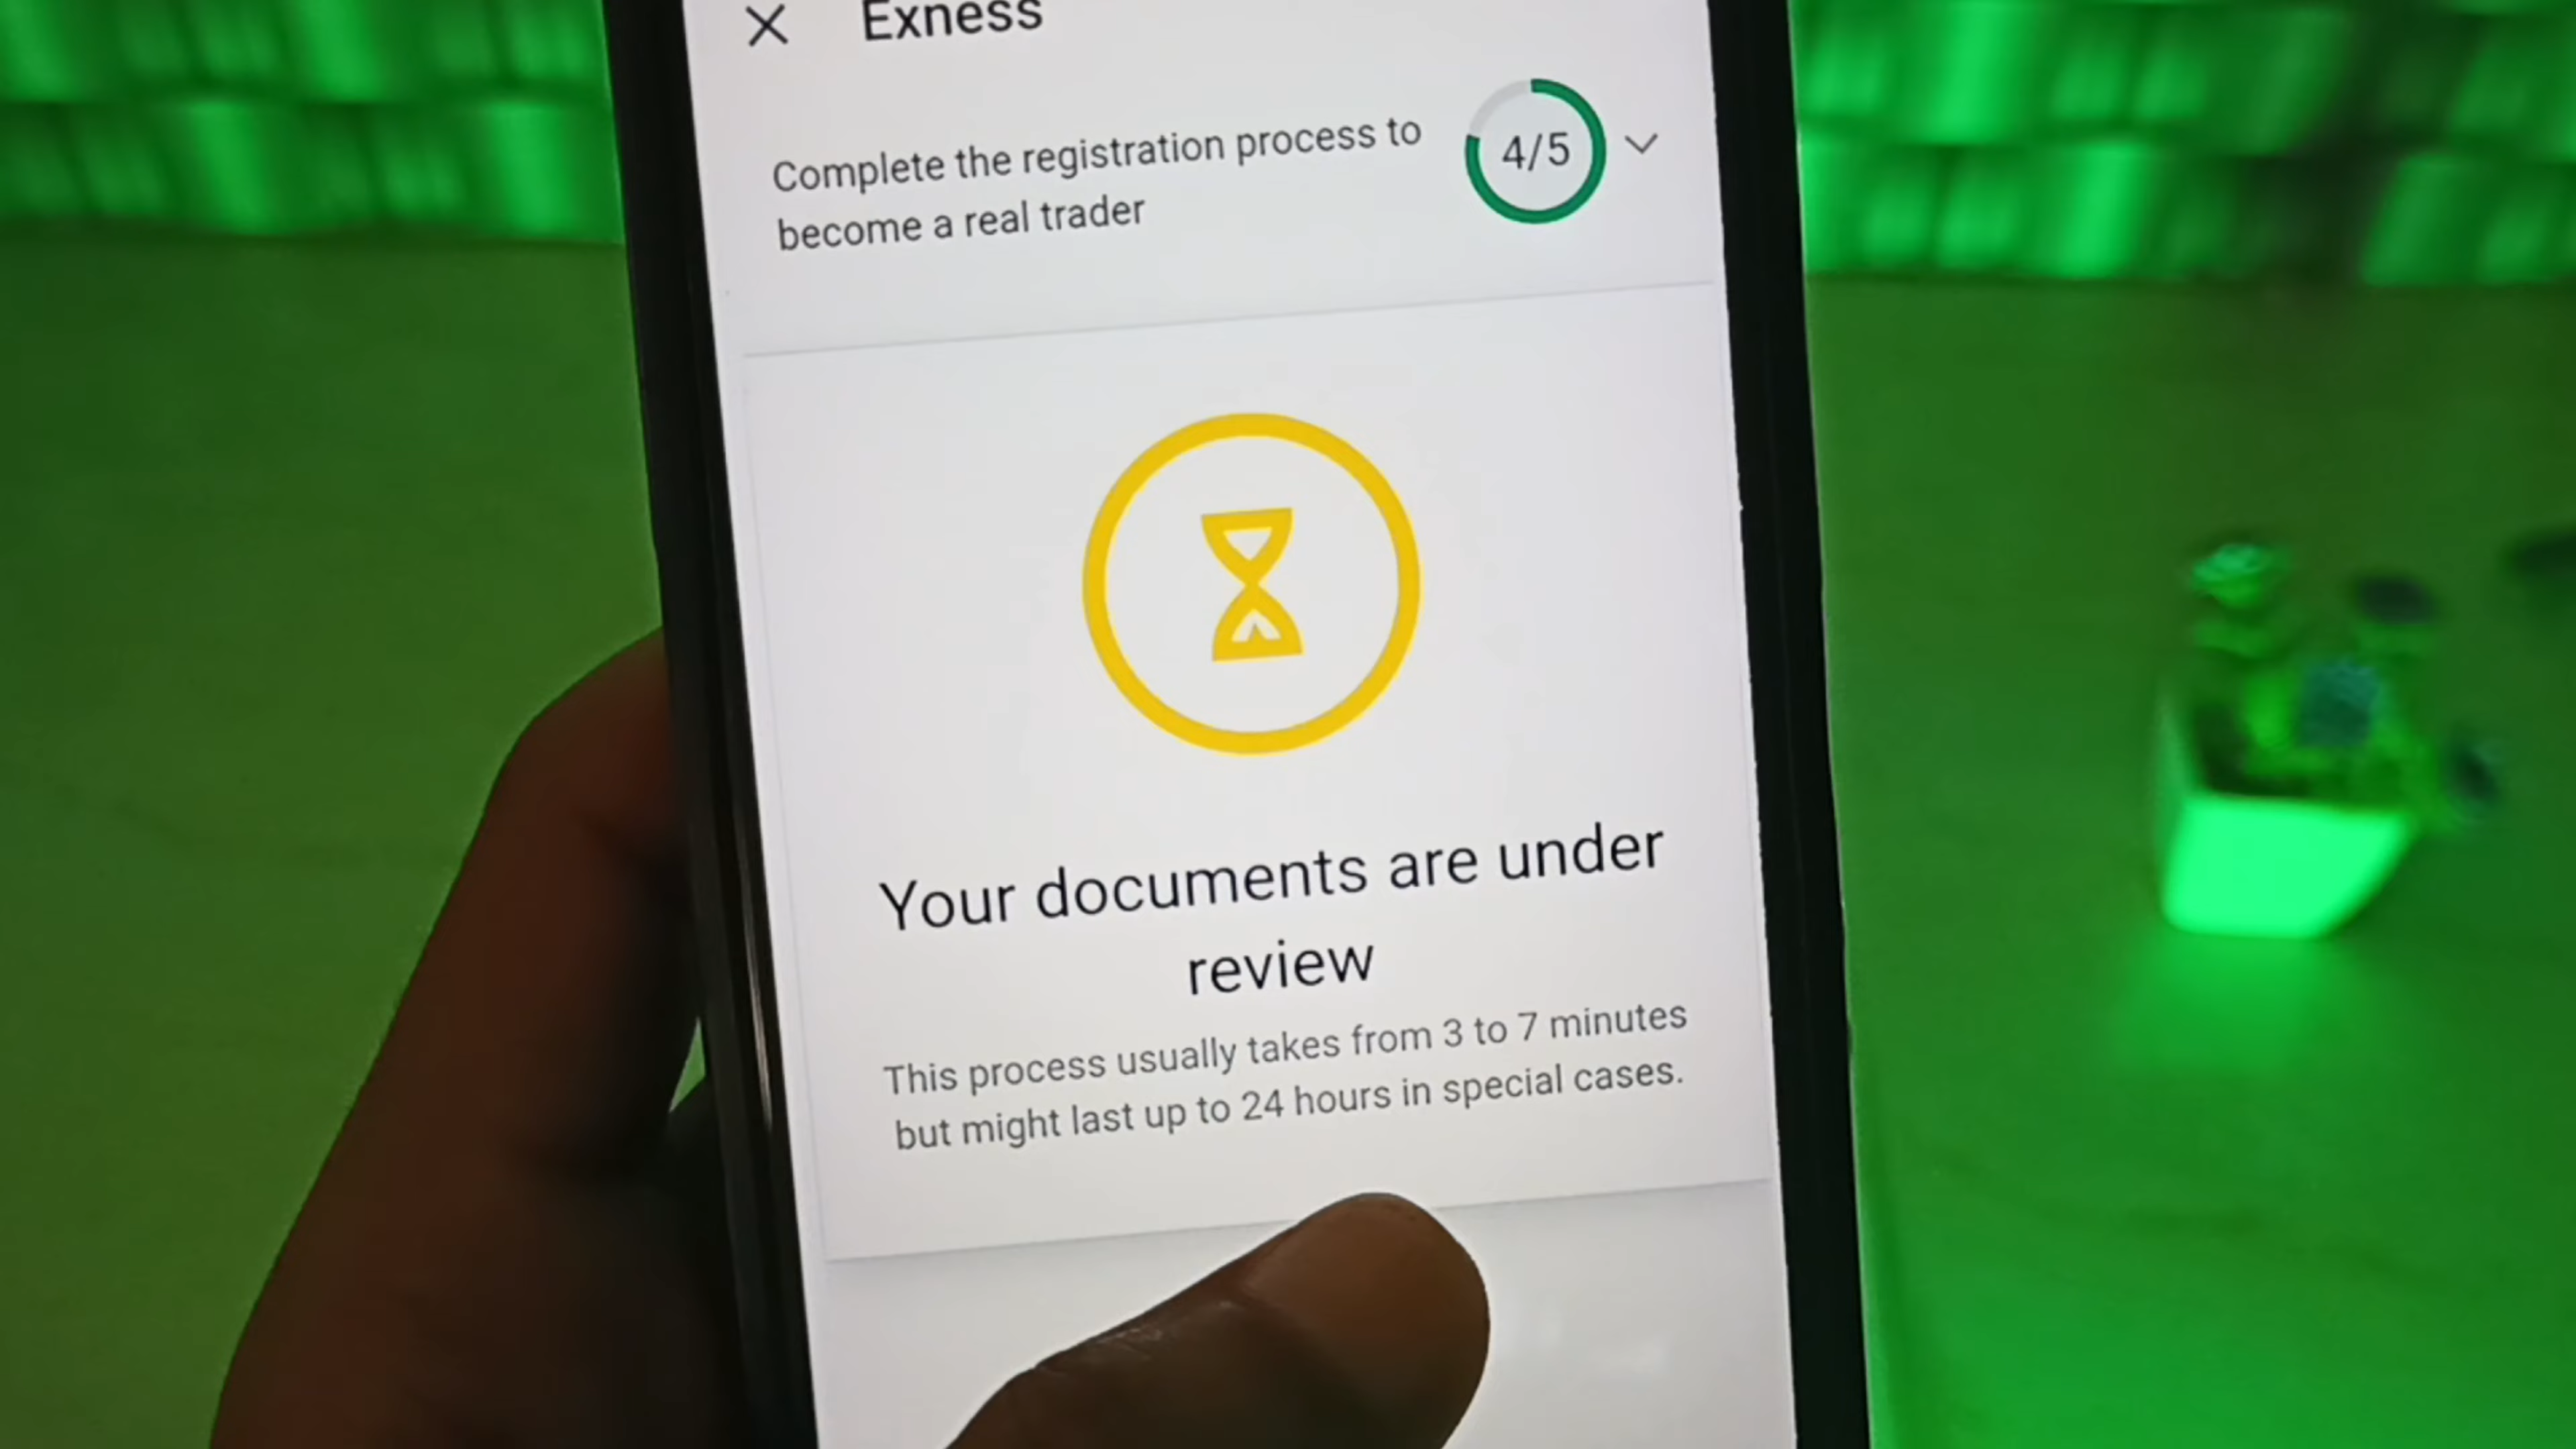 Exness
Complete the registration process to
become a real trader
4/5
Your documents are under
review
This process usually takes from 3 to 7 minutes
but might last up to 24 hours in special cases.